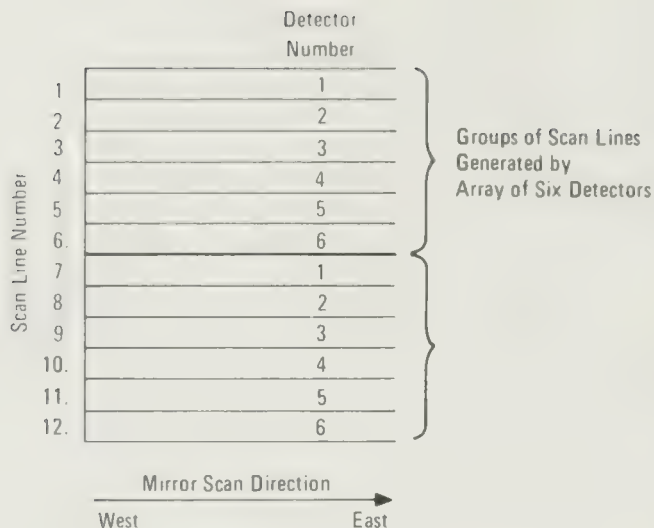 Detector
Number
Scan Line Number
1 1
2 2
3 3
4 4
5 5
6. 6
7 1
8 2
9 3
10. 4
11. 5
12. 6
Groups of Scan Lines
Generated by
Array of Six Detectors
Mirror Scan Direction
West East